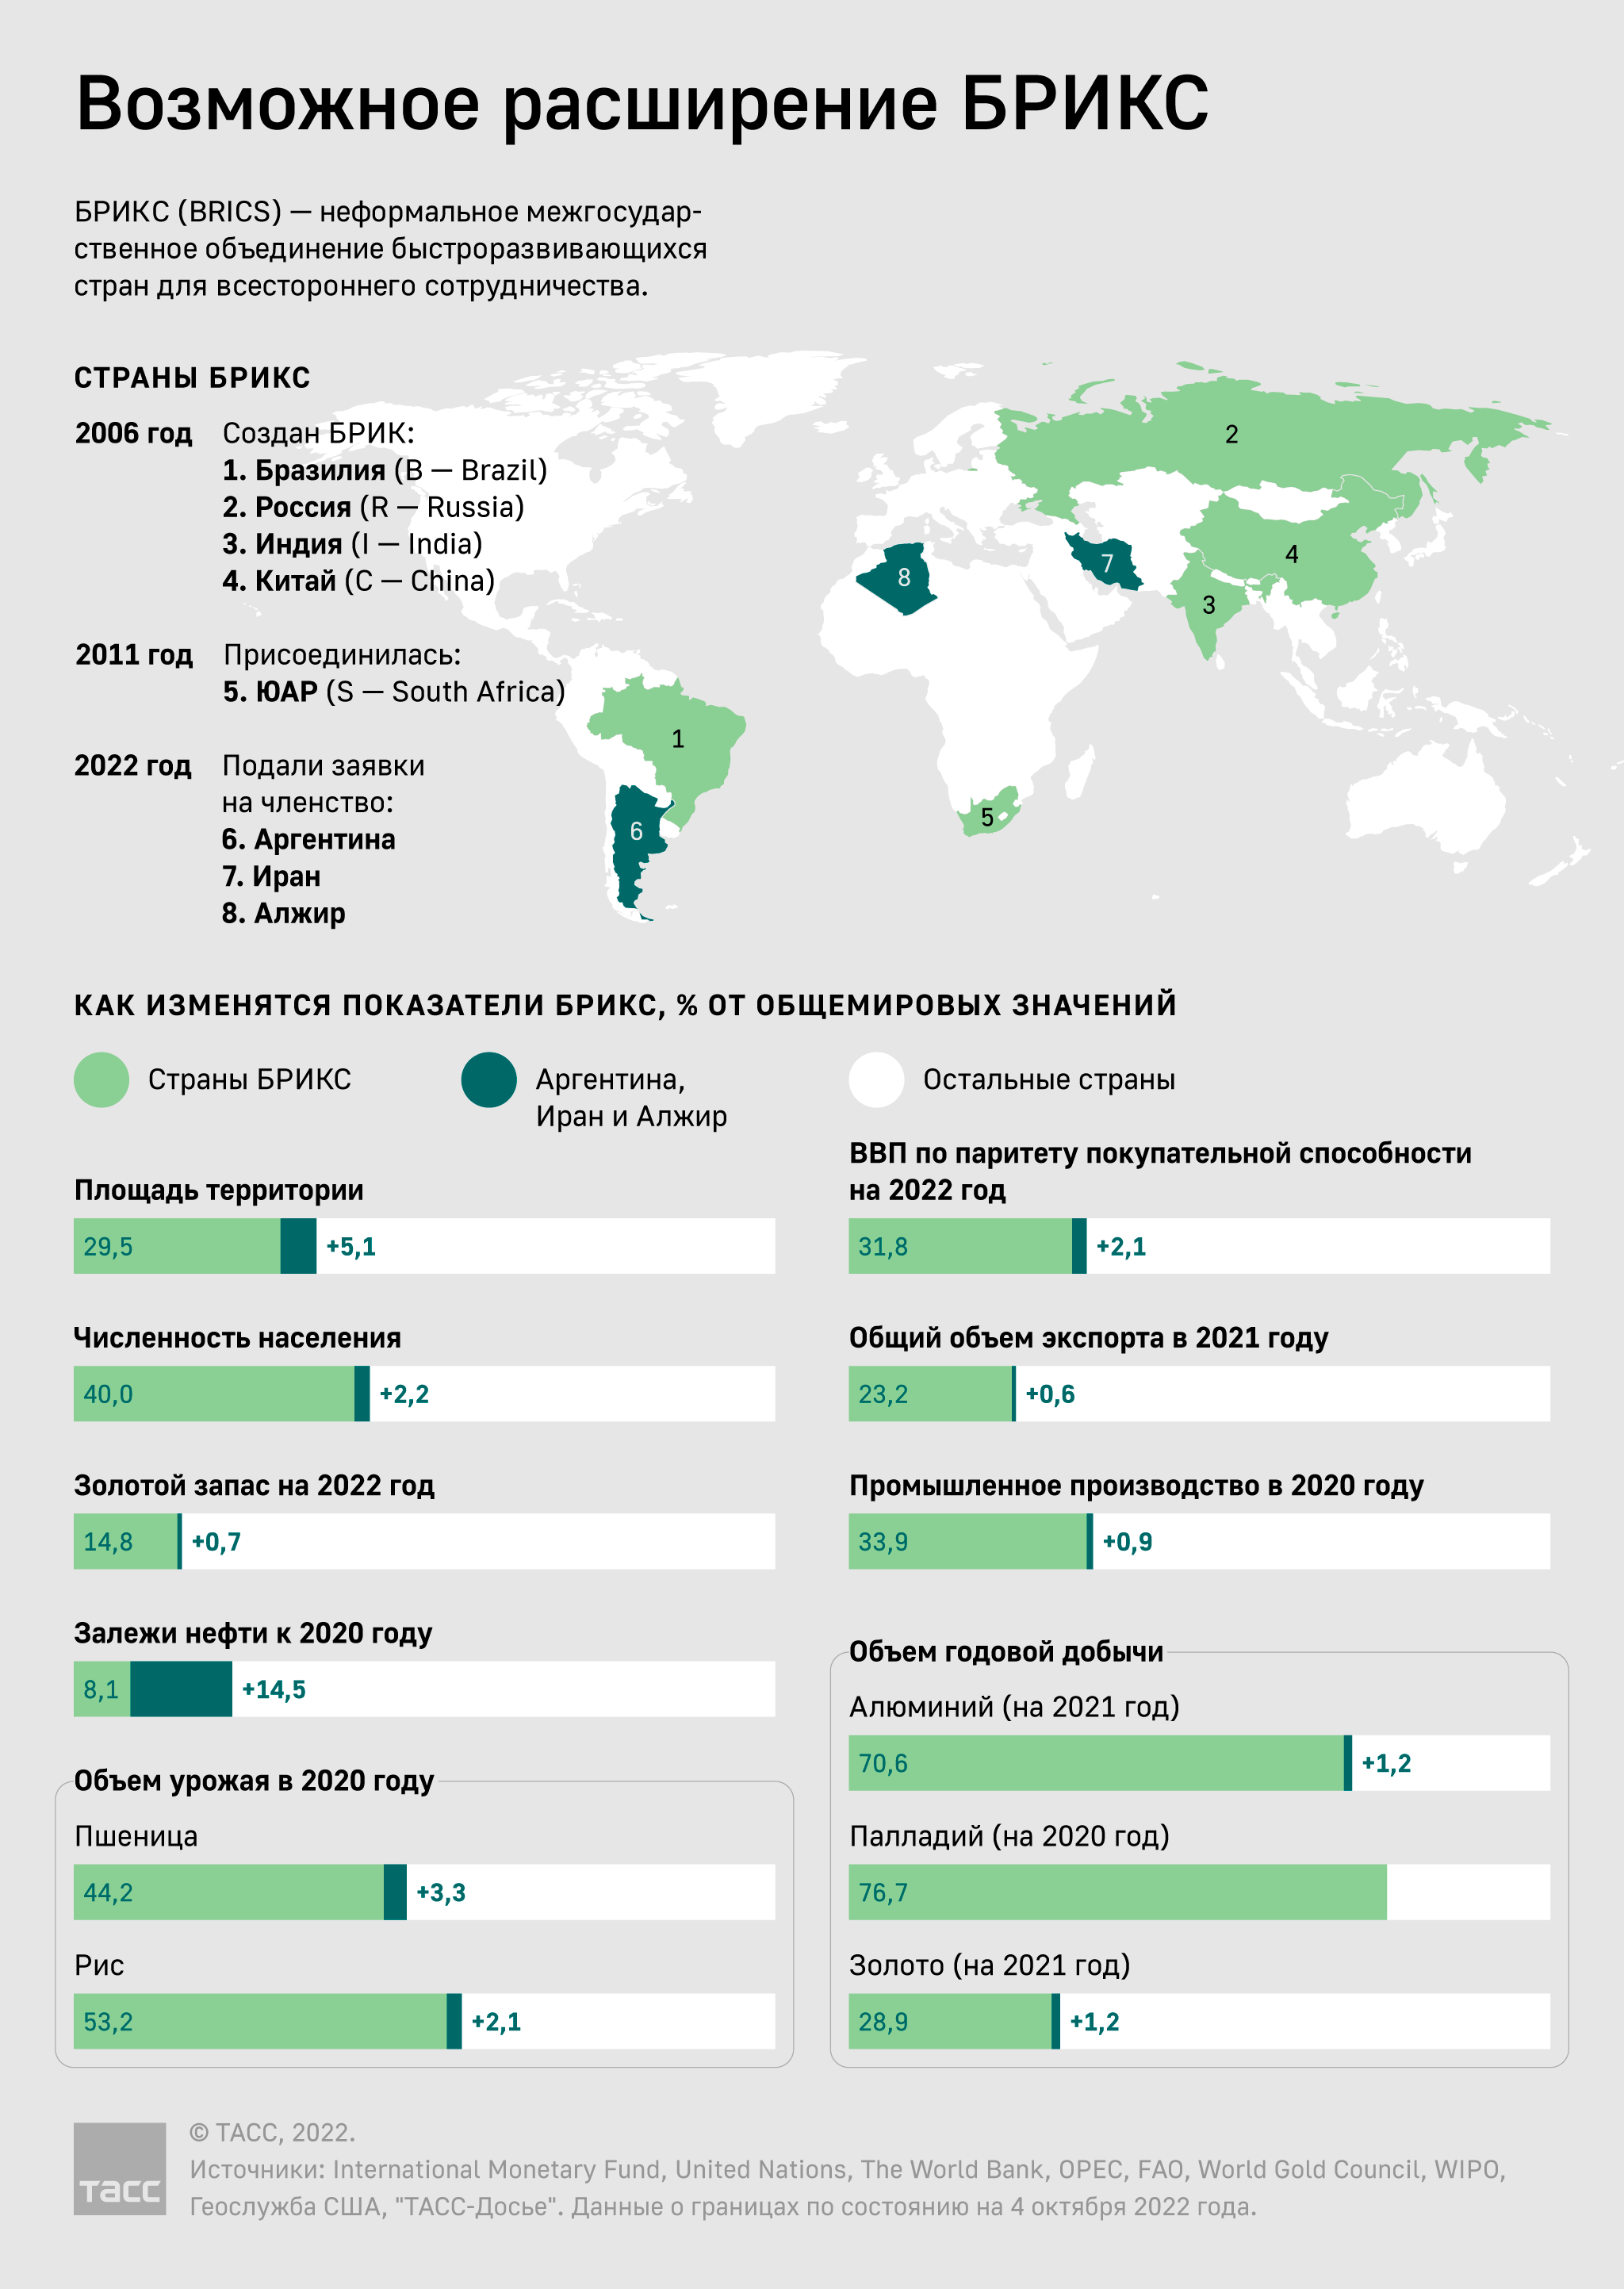 Возможное расширение БРИКС
БРИКС (BRICS) — неформальное межгосудар-
ственное объединение быстроразвивающихся
стран для всестороннего сотрудничества.
СТРАНЫ БРИКС
2006 год Создан БРИК:
1. Бразилия (B — Brazil)
2. Россия (R — Russia)
3. Индия (I — India)
4. Китай (C — China)
2011 год Присоединилась:
5. ЮАР (S — South Africa)
2022 год Подали заявки
на членство:
6. Аргентина
7. Иран
8. Алжир
2
4
7
8
3
1
5
6
КАК ИЗМЕНЯТСЯ ПОКАЗАТЕЛИ БРИКС, % ОТ ОБЩЕМИРОВЫХ ЗНАЧЕНИЙ
Страны БРИКС
Аргентина,
Иран и Алжир
Остальные страны
Площадь территории
29,5 +5,1
Численность населения
40,0 +2,2
Золотой запас на 2022 год
14,8 +0,7
Залежи нефти к 2020 году
8,1 +14,5
Объем урожая в 2020 году
Пшеница
44,2 +3,3
Рис
53,2 +2,1
ВВП по паритету покупательной способности
на 2022 год
31,8 +2,1
Общий объем экспорта в 2021 году
23,2 +0,6
Промышленное производство в 2020 году
33,9 +0,9
Объем годовой добычи
Алюминий (на 2021 год)
70,6 +1,2
Палладий (на 2020 год)
76,7
Золото (на 2021 год)
28,9 +1,2
тасс
© ТАСС, 2022.
Источники: International Monetary Fund, United Nations, The World Bank, OPEC, FAO, World Gold Council, WIPO,
Геослужба США, "ТАСС-Досье". Данные о границах по состоянию на 4 октября 2022 года.